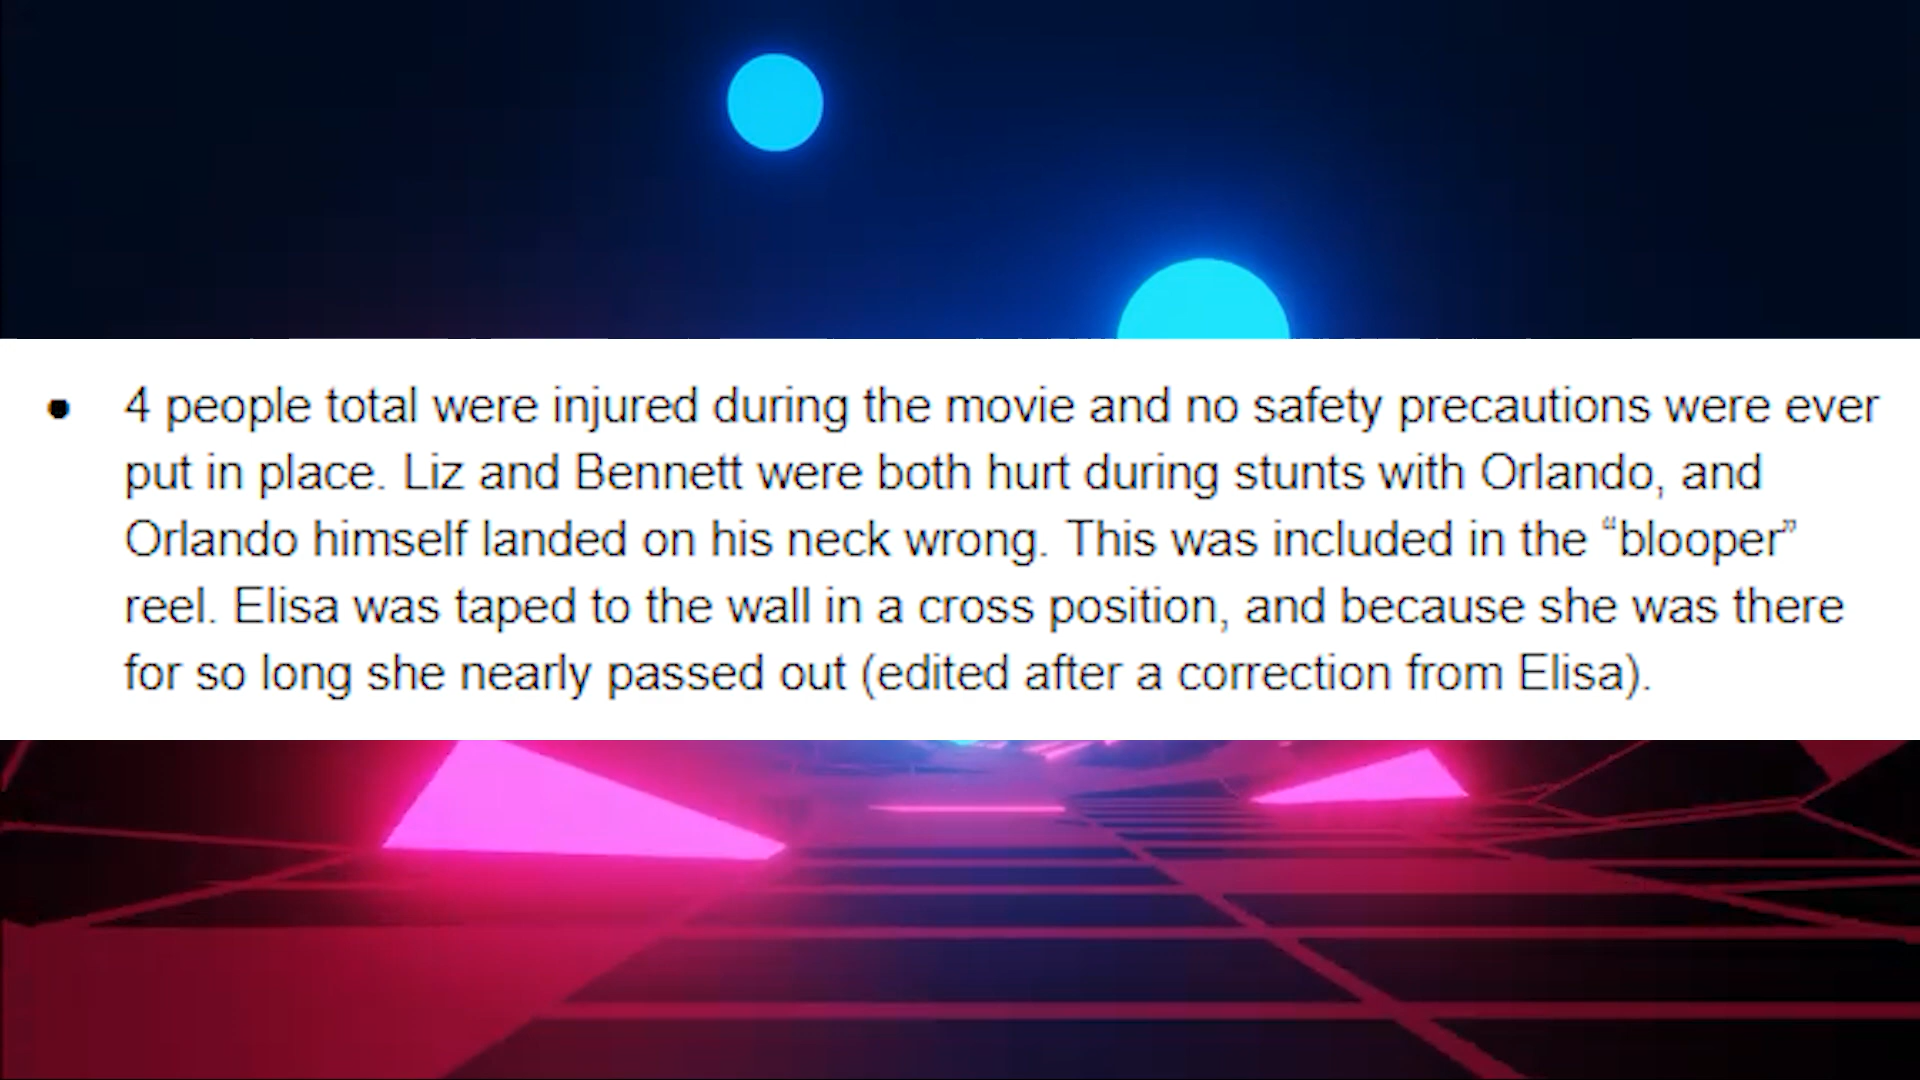 • 4 people total were injured during the movie and no safety precautions were ever
put in place. Liz and Bennett were both hurt during stunts with Orlando, and
Orlando himself landed on his neck wrong. This was included in the “blooper”
reel. Elisa was taped to the wall in a cross position, and because she was there
for so long she nearly passed out (edited after a correction from Elisa).